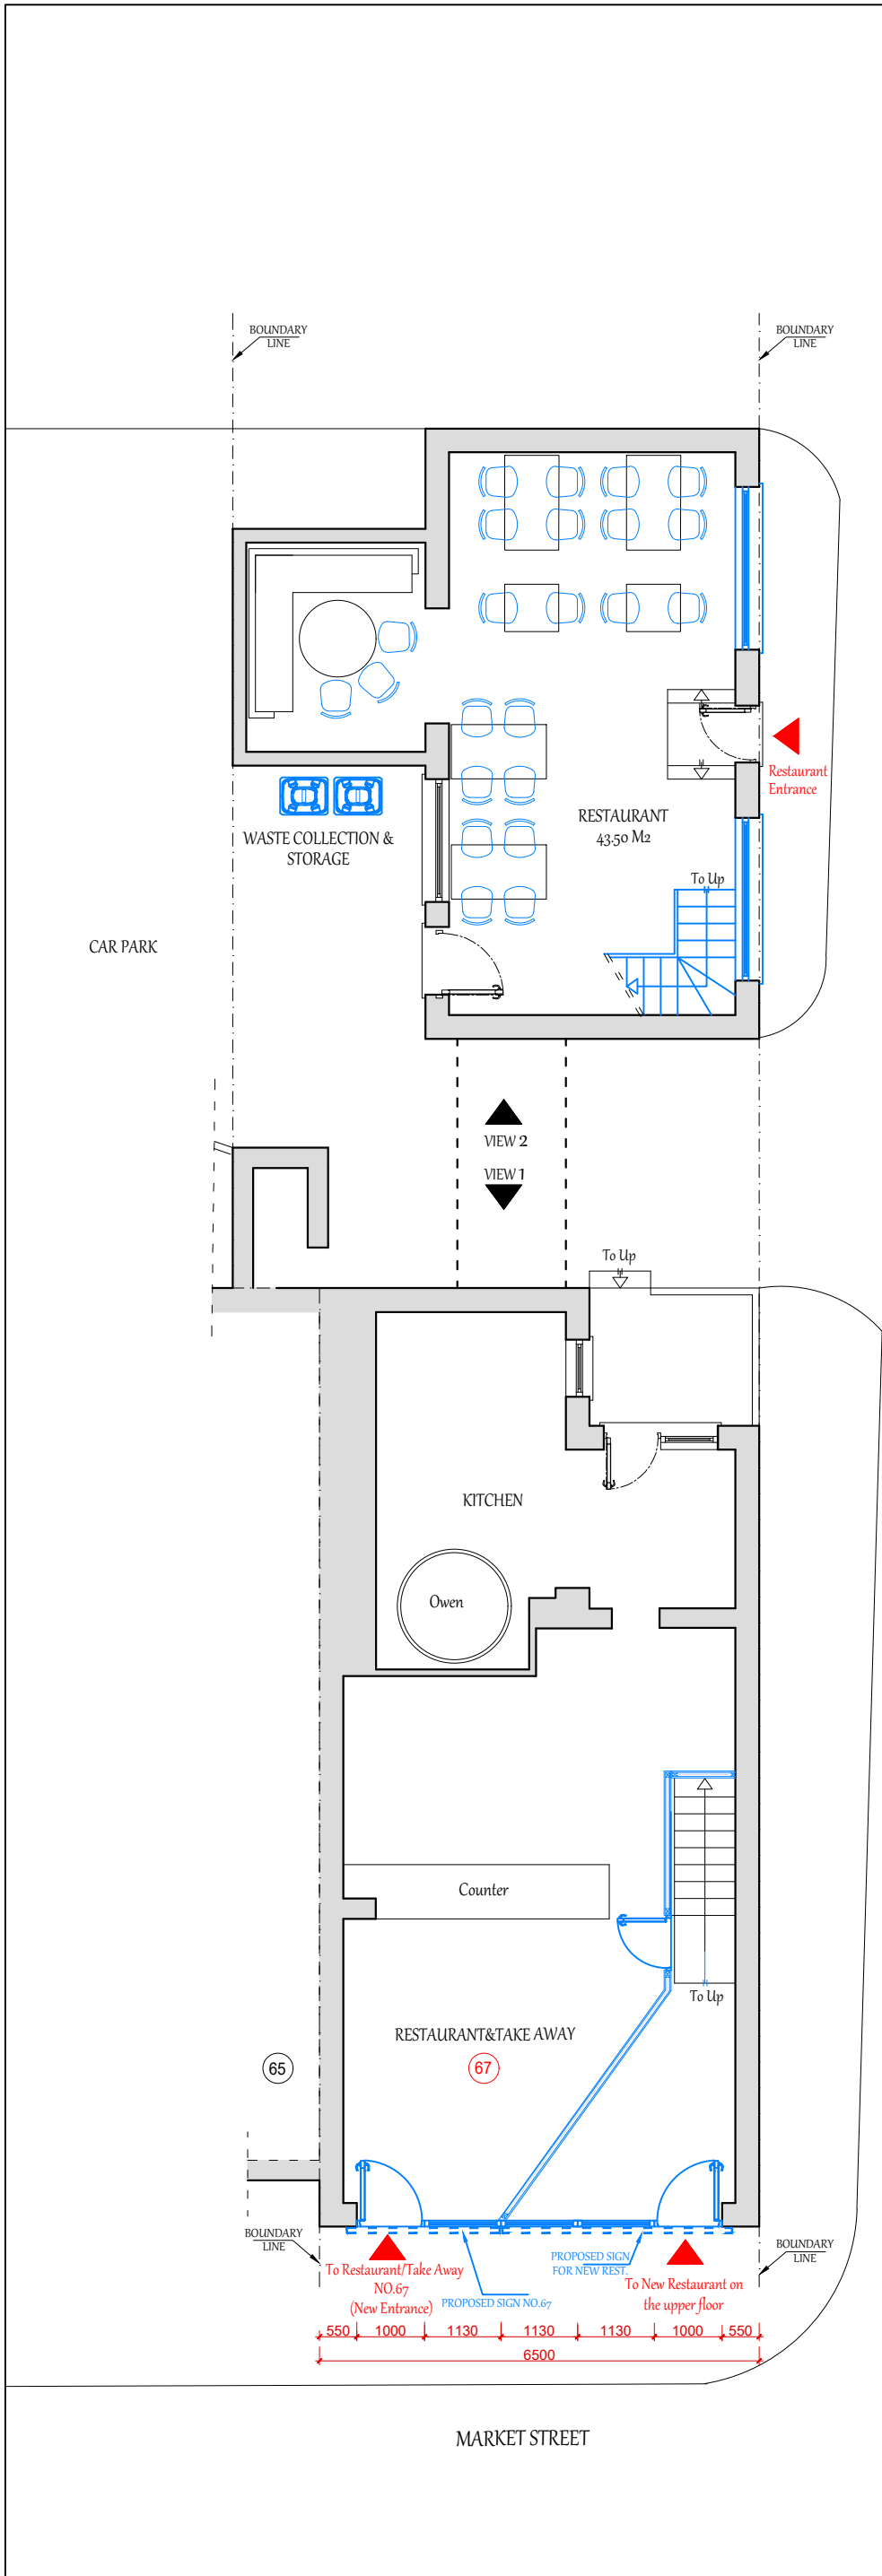 BOUNDARY
LINE
BOUNDARY
LINE
Restaurant
Entrance
RESTAURANT
43.50 M2
WASTE COLLECTION &
STORAGE
To Up
CAR PARK
VIEW 2
VIEW 1
To Up
KITCHEN
Owen
Counter
To Up
RESTAURANT&TAKE AWAY
65
67
BOUNDARY
LINE
PROPOSED SIGN
FOR NEW REST.
BOUNDARY
LINE
To Restaurant/Take Away
NO.67
(New Entrance)
PROPOSED SIGN NO.67
To New Restaurant on
the upper floor
550 1000 1130 1130 1130 1000 550
6500
MARKET STREET